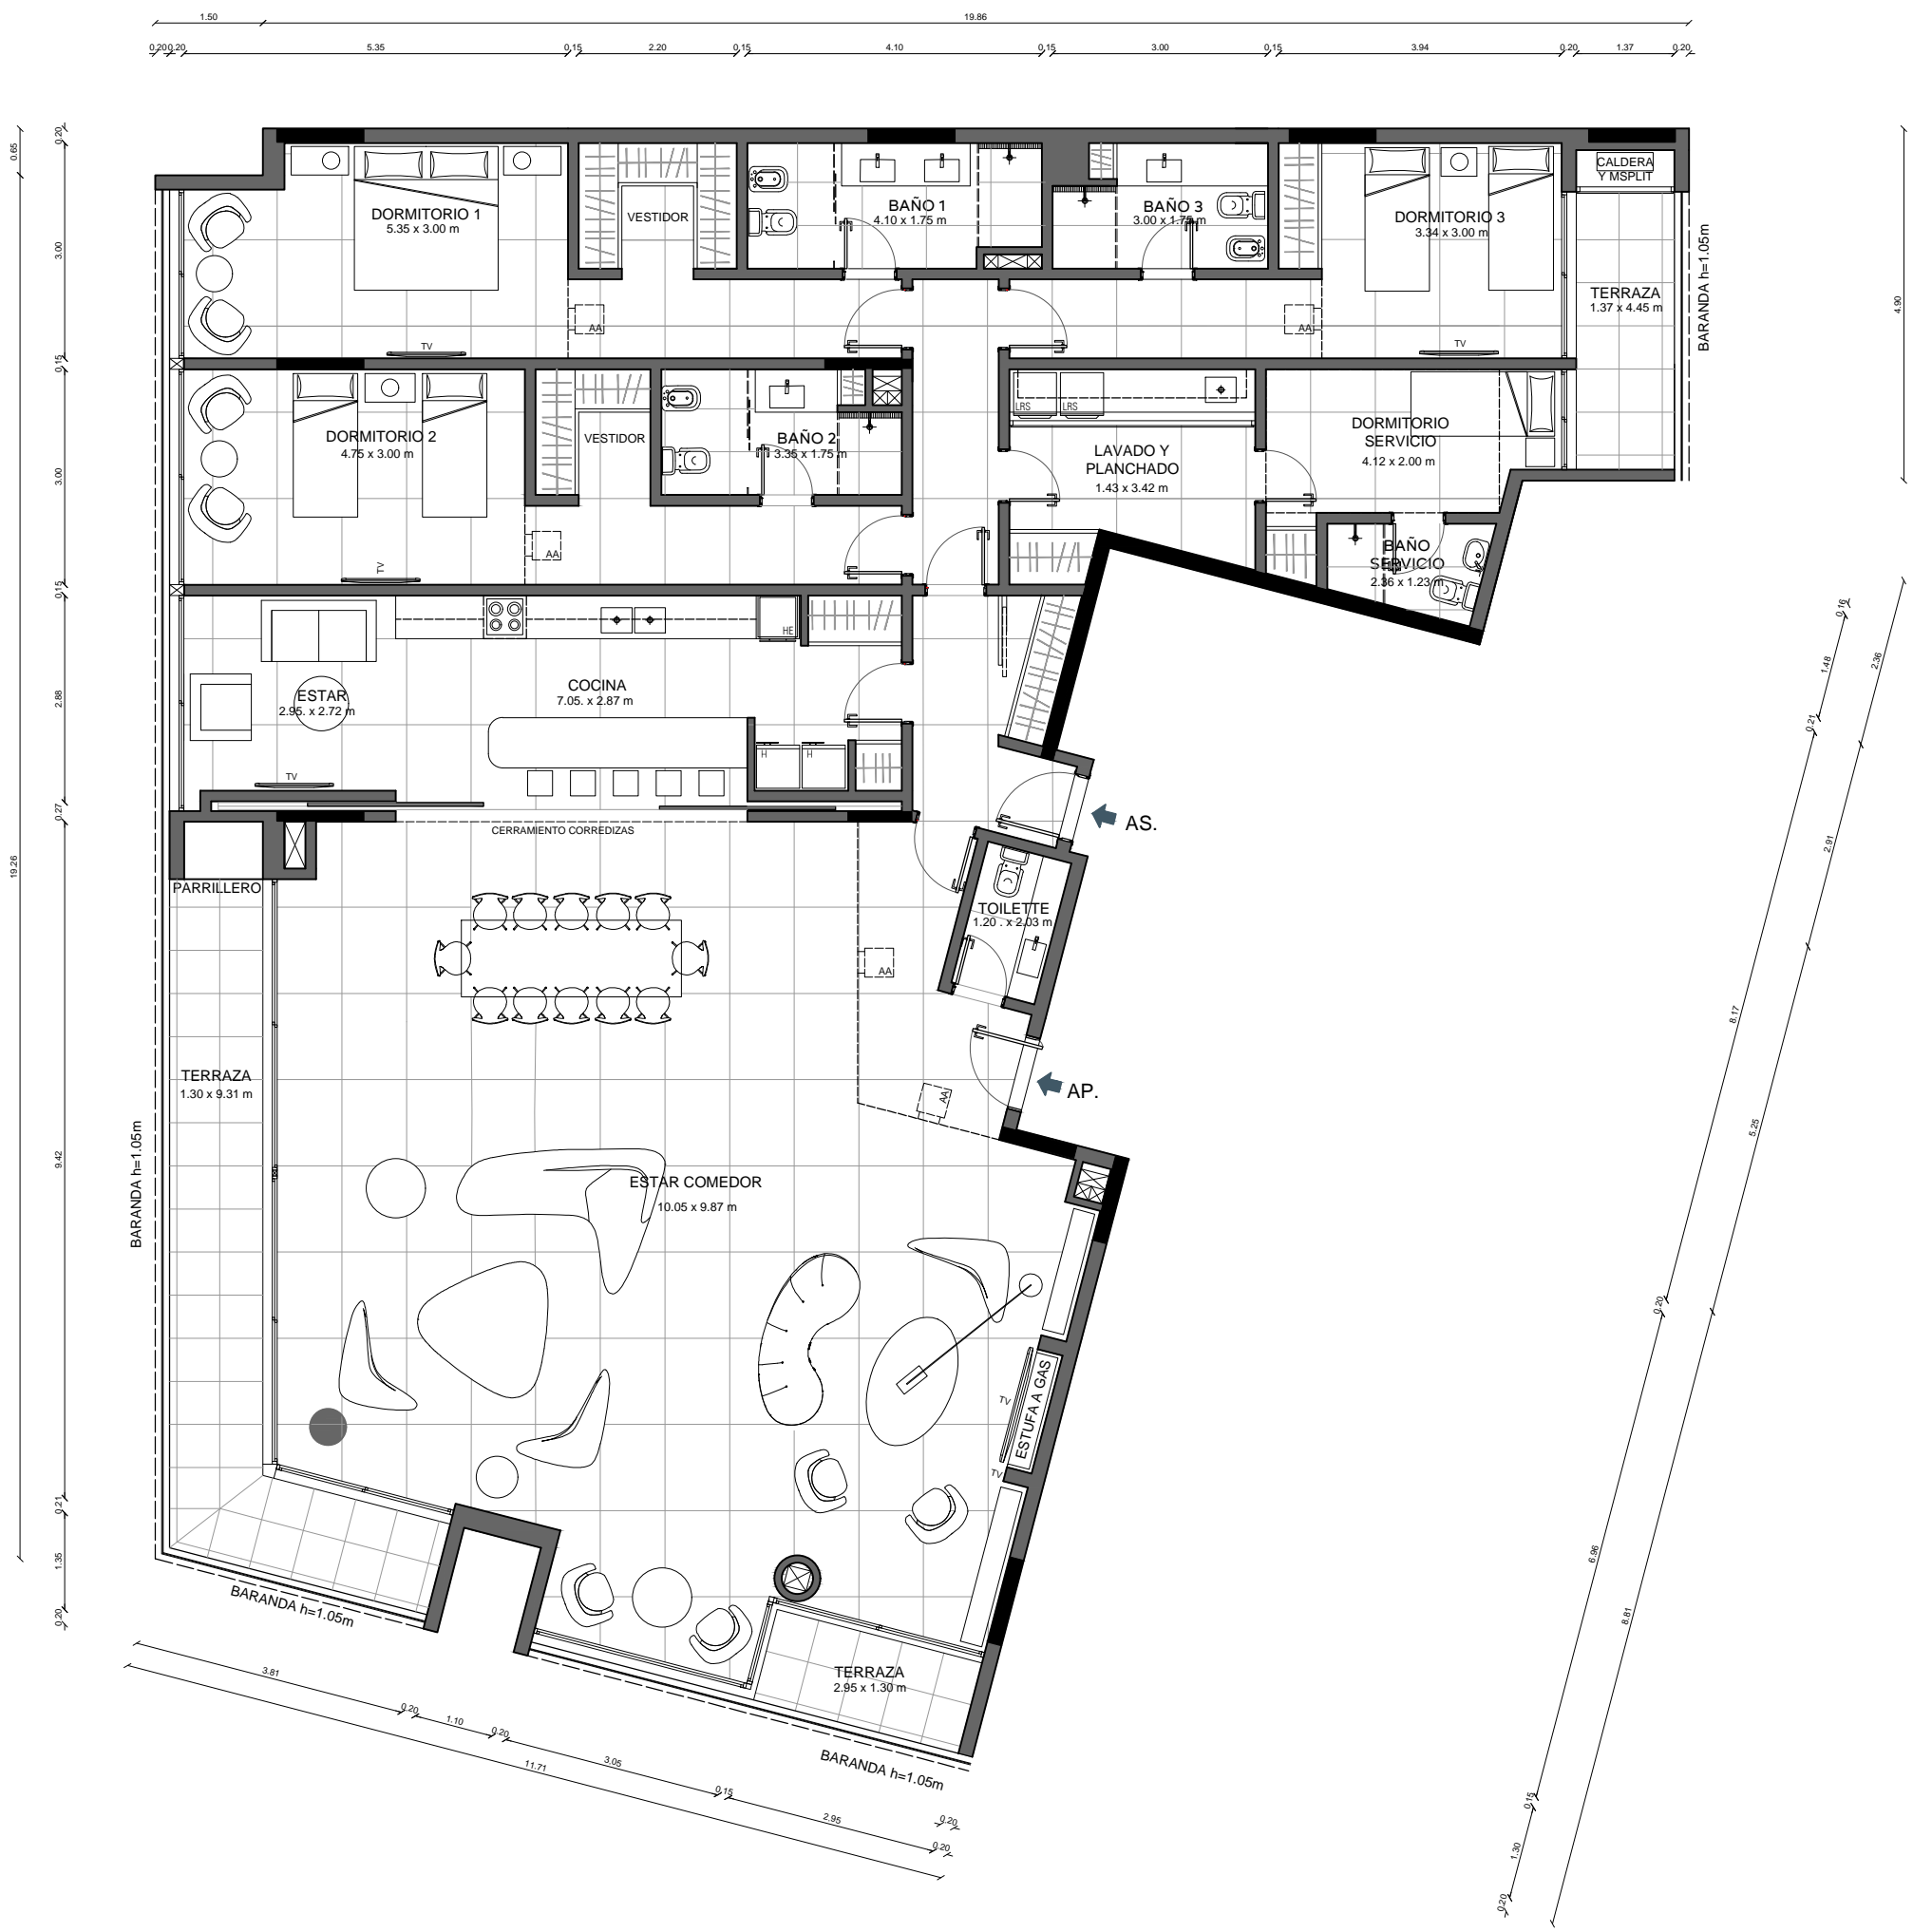 1.50
19.86
0.20
0.20
5.35
0.15
2.20
0.15
4.10
0.15
3.00
0.15
3.94
0.20
1.37
0.20
0.20
0.65
3.00
0.15
3.00
0.15
2.88
0.27
19.26
9.42
0.21
1.35
0.20
DORMITORIO 1
5.35 x 3.00 m
VESTIDOR
BAÑO 1
4.10 x 1.75 m
BAÑO 3
3.00 x 1.75 m
DORMITORIO 3
3.34 x 3.00 m
CALDERA
Y MSPLIT
TERRAZA
1.37 x 4.45 m
BARANDA h=1.05m
4.90
AA
AA
TV
TV
DORMITORIO 2
4.75 x 3.00 m
VESTIDOR
BAÑO 2
3.35 x 1.75 m
LRS
LRS
LAVADO Y
PLANCHADO
1.43 x 3.42 m
DORMITORIO
SERVICIO
4.12 x 2.00 m
AA
TV
BAÑO
SERVICIO
2.36 x 1.23 m
HE
ESTAR
2.95. x 2.72 m
COCINA
7.05. x 2.87 m
H
H
TV
CERRAMIENTO CORREDIZAS
AS.
PARRILLERO
TOILETTE
1.20 . x 2.03 m
AA
TERRAZA
1.30 x 9.31 m
AP.
AA
BARANDA h=1.05m
ESTAR COMEDOR
10.05 x 9.87 m
TV
ESTUFA A GAS
TV
BARANDA h=1.05m
TERRAZA
2.95 x 1.30 m
BARANDA h=1.05m
3.81
0.20
1.10
0.20
3.05
0.15
2.95
0.20
0.20
11.71
0.16
1.48
0.21
2.36
2.91
8.17
5.25
0.20
6.96
8.81
0.15
1.30
0.20